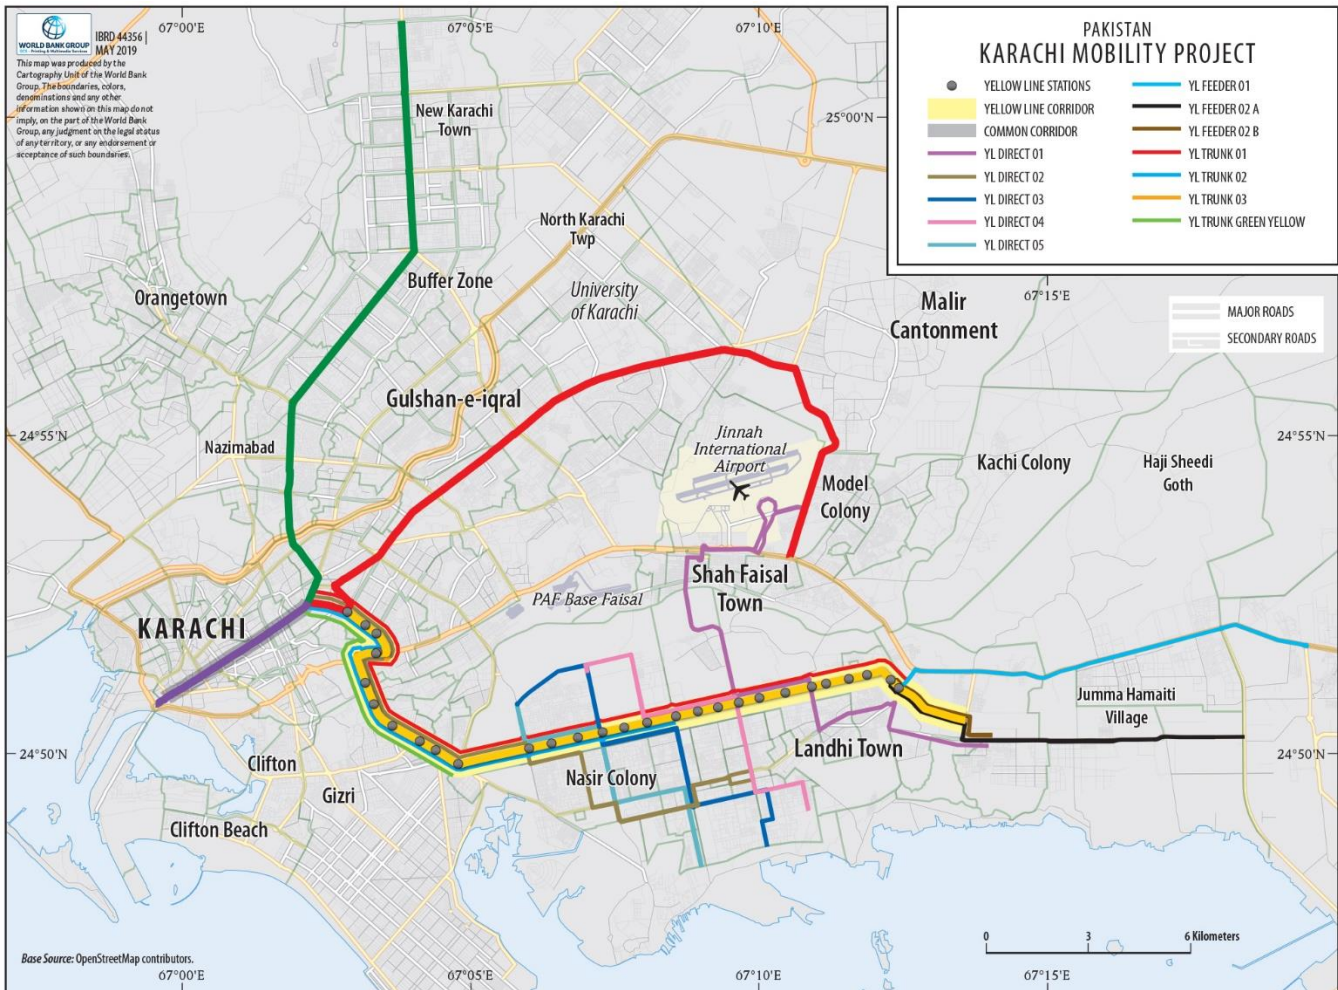 67°00'E
67°05'E
67°10'E
WORLD BANK GROUP
IBRD 44356 |
MAY 2019
This map was produced by the
Cartography Unit of the World Bank
Group. The boundaries, colors,
denominations and any other
information shown on this map do not
imply, on the part of the World Bank
Group, any judgment on the legal status
of any territory, or any endorsement or
acceptance of such boundaries.
PAKISTAN
KARACHI MOBILITY PROJECT
YELLOW LINE STATIONS
YELLOW LINE CORRIDOR
COMMON CORRIDOR
YL DIRECT 01
YL DIRECT 02
YL DIRECT 03
YL DIRECT 04
YL DIRECT 05
YL FEEDER 01
YL FEEDER 02 A
YL FEEDER 02 B
YL TRUNK 01
YL TRUNK 02
YL TRUNK 03
YL TRUNK GREEN YELLOW
New Karachi
Town
25°00'N
North Karachi
Twp
Buffer Zone
University
of Karachi
Orangetown
Malir
Cantonment
67°15'E
MAJOR ROADS
SECONDARY ROADS
Gulshan-e-iqral
24°55'N
24°55'N
Nazimabad
Jinnah
International
Airport
Model
Colony
Kachi Colony
Haji Sheedi
Goth
Shah Faisal
Town
PAF Base Faisal
KARACHI
Jumma Hamaiti
Village
Landhi Town
24°50'N
24°50'N
Clifton
Nasir Colony
Gizri
Clifton Beach
0
3
6 Kilometers
Base Source: OpenStreetMap contributors.
67°00'E
67°05'E
67°10'E
67°15'E